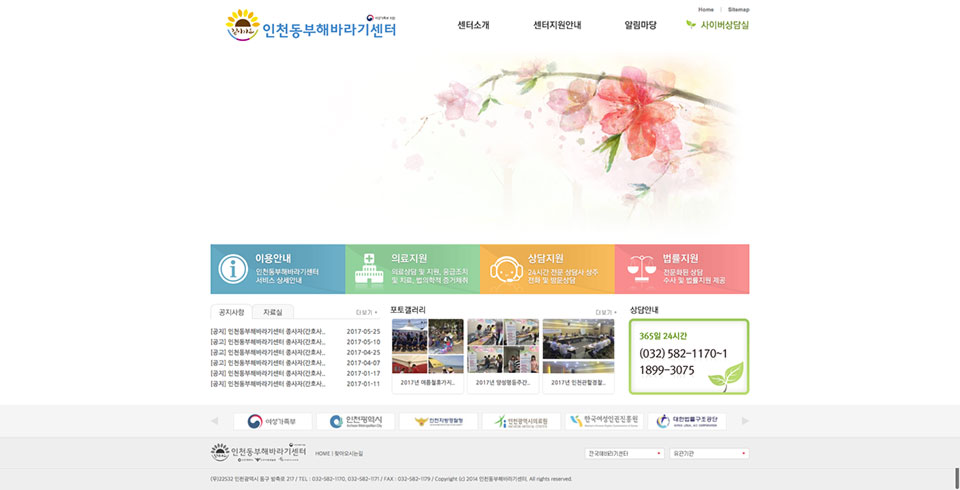 Home | Sitemap
인천동부해바라기센터
센터소개 센터지원안내 알림마당 사이버상담실
이용안내
인천동부해바라기센터
서비스 상세안내
의료지원
의료상담 및 지원, 응급조치
및 치료, 법의학적 증거채취
상담지원
24시간 전문 상담사 상주
전화 및 방문상담
법률지원
전문화된 상담
수사 및 법률지원 제공
공지사항 자료실 더보기
[공지] 인천동부해바라기센터 종사자(간호사.. 2017-05-25
[공고] 인천동부해바라기센터 종사자(간호사.. 2017-05-10
[공고] 인천동부해바라기센터 종사자(간호사.. 2017-04-25
[공고] 인천동부해바라기센터 종사자(간호사.. 2017-04-07
[공지] 인천동부해바라기센터 종사자(간호사.. 2017-01-17
[공지] 인천동부해바라기센터 종사자(간호사.. 2017-01-11
포토갤러리 더보기
2017년 여름철휴가지..
2017년 양성평등주간..
2017년 인천관할경찰..
상담안내
365일 24시간
(032) 582-1170~1
1899-3075
여성가족부
인천광역시
인천지방경찰청
인천광역시의료원
한국여성인권진흥원
대한법률구조공단
인천동부해바라기센터
HOME | 찾아오시는길
전국해바라기센터
유관기관
(우)22532 인천광역시 동구 방축로 217 / TEL : 032-582-1170, 032-582-1171 / FAX : 032-582-1179 / Copyright (c) 2014 인천동부해바라기센터. All rights reserved.